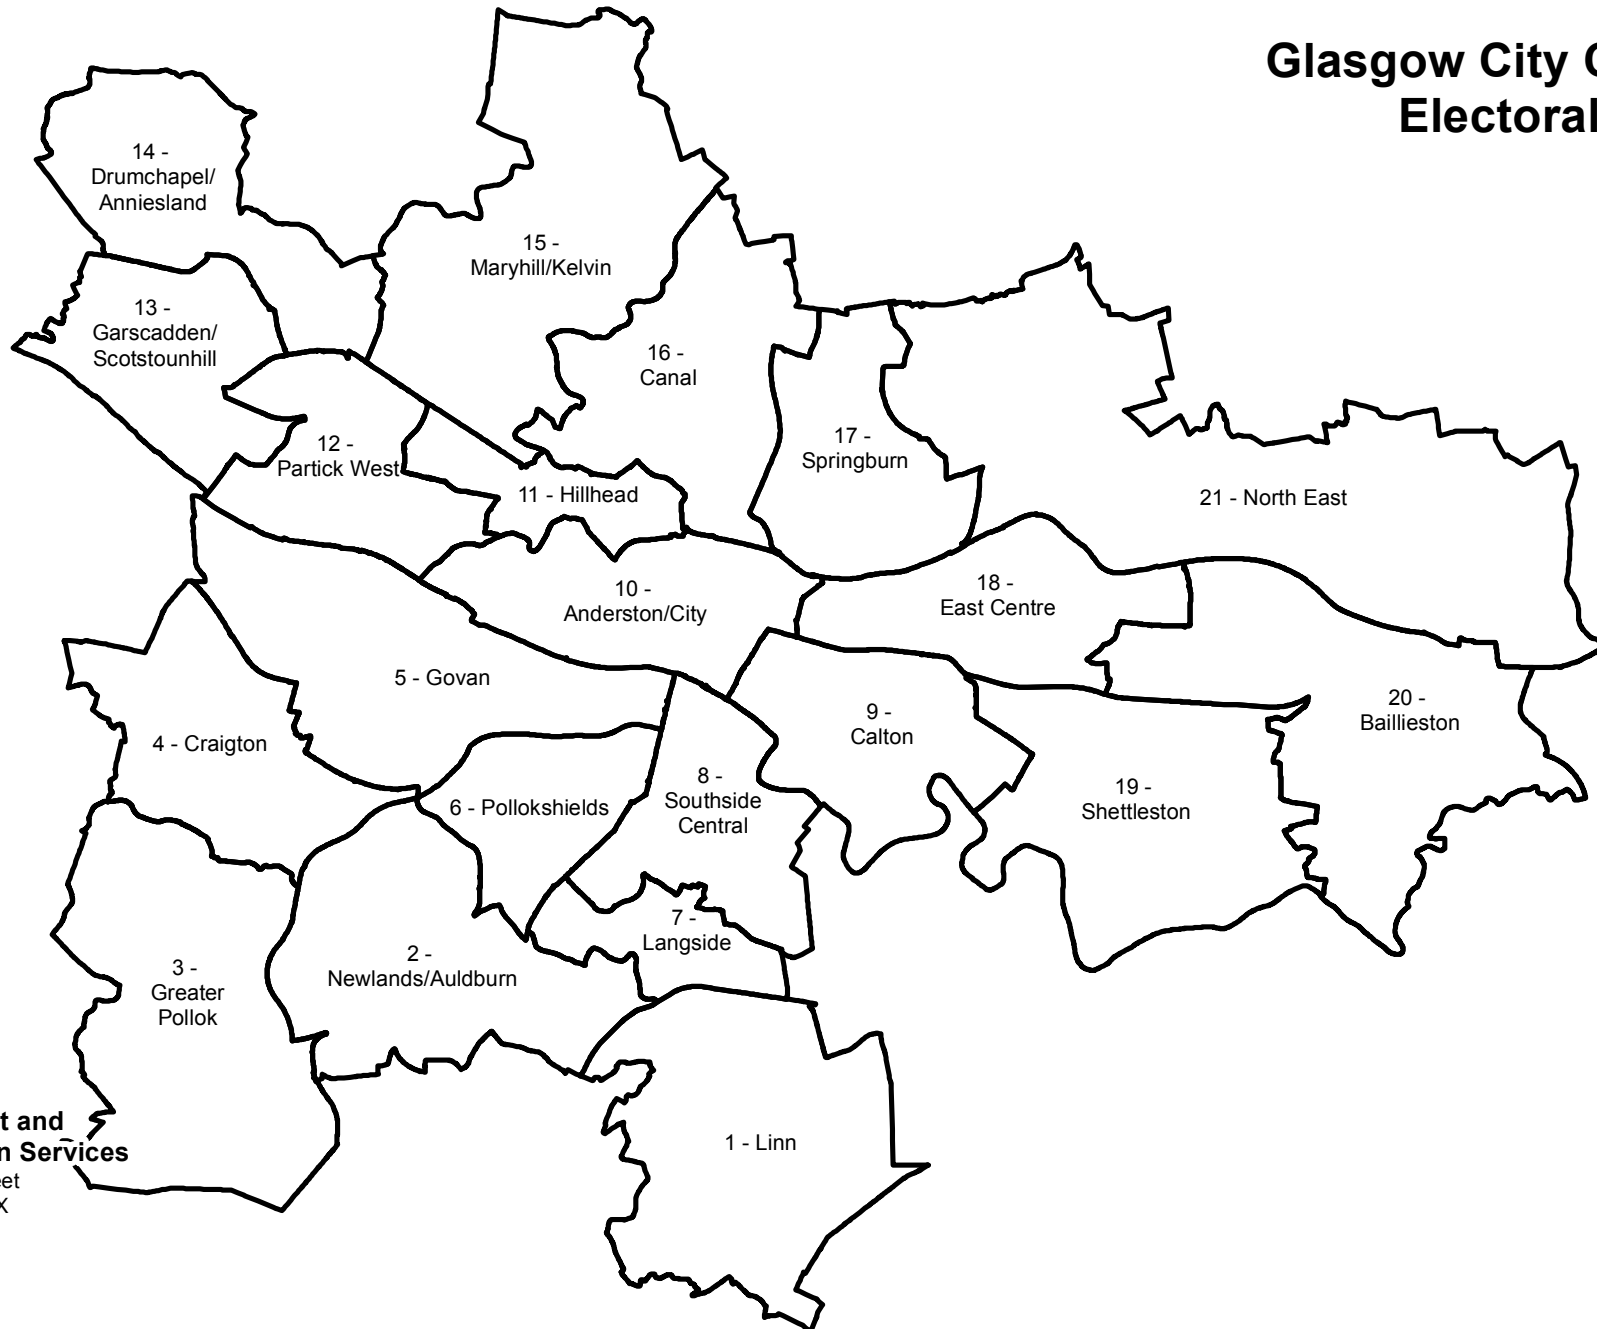 Glasgow City C
Electoral
14 -
Drumchapel/
Anniesland
15 -
Maryhill/Kelvin
13 -
Garscadden/
Scotstounhill
16 -
Canal
17 -
Springburn
12 -
Partick West
11 - Hillhead
21 - North East
10 -
Anderston/City
18 -
East Centre
5 - Govan
20 -
Baillieston
9 -
Calton
4 - Craigton
8 -
Southside
Central
6 - Pollokshields
19 -
Shettleston
7 -
Langside
2 -
Newlands/Auldburn
3 -
Greater
Pollok
1 - Linn
t and
n Services
eet
X